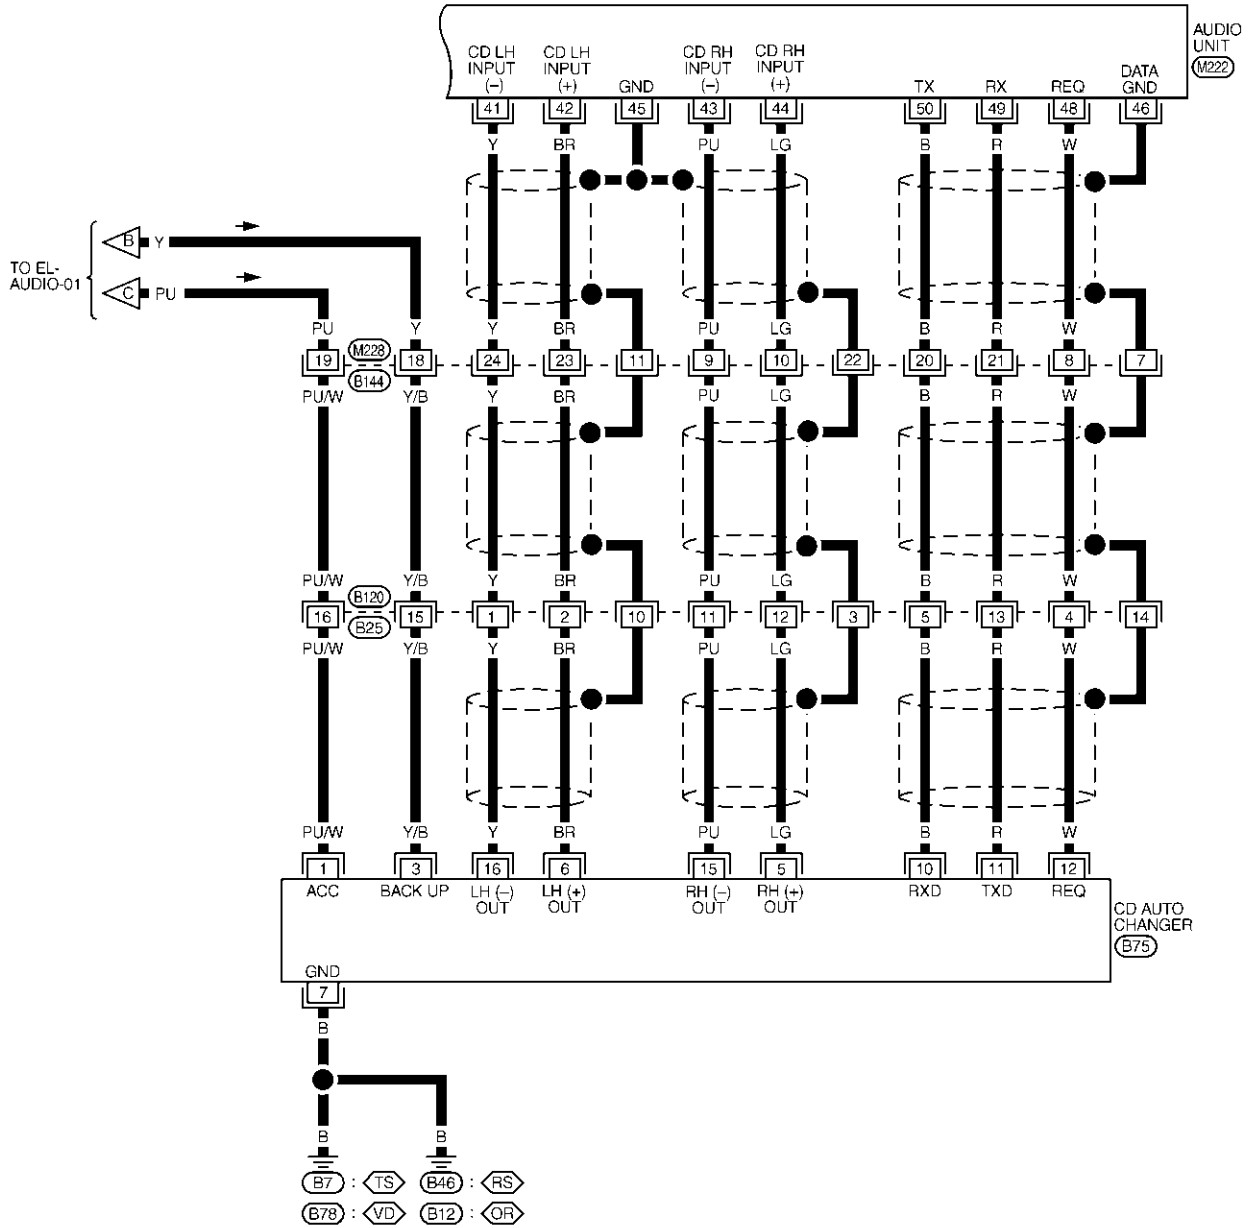 AUDIO
UNIT
M222
CD LH
INPUT
(–)
CD LH
INPUT
(+)
GND
CD RH
INPUT
(–)
CD RH
INPUT
(+)
TX
RX
REQ
DATA
GND
41 42 45 43 44 50 49 48 46
Y BR PU LG B R W
TO EL-
AUDIO-01
B Y
C PU
PU Y Y BR PU LG B R W
19 M228 18 24 23 11 9 10 22 20 21 8 7
B144
PU/W Y/B Y BR PU LG B R W
PU/W Y/B Y BR PU LG B R W
16 B120 15 1 2 10 11 12 3 5 13 4 14
B25
PU/W Y/B Y BR PU LG B R W
PU/W Y/B Y BR PU LG B R W
1 3 16 6 15 5 10 11 12
ACC
BACK UP
LH (–)
OUT
LH (+)
OUT
RH (–)
OUT
RH (+)
OUT
RXD
TXD
REQ
CD AUTO
CHANGER
B75
GND
7
B
B B
B7 : TS B46 : RS
B78 : VD B12 : OR